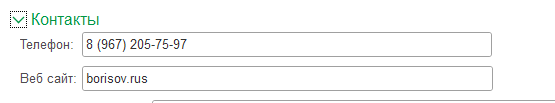 Контакты
Телефон: 8 (967) 205-75-97
Веб сайт: borisov.rus